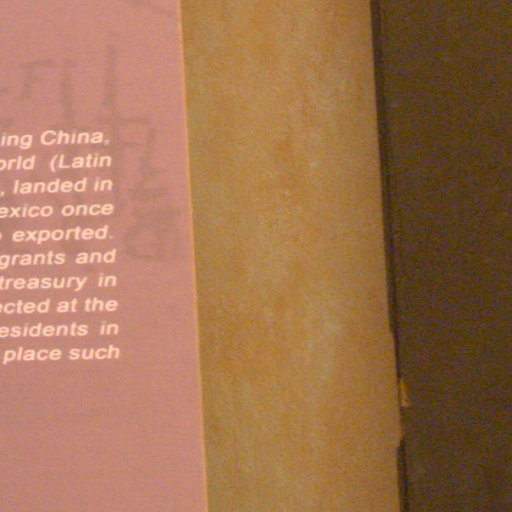 ing China,
orld (Latin
, landed in
exico once
exported.
grants and
treasury in
ected at the
esidents in
place such